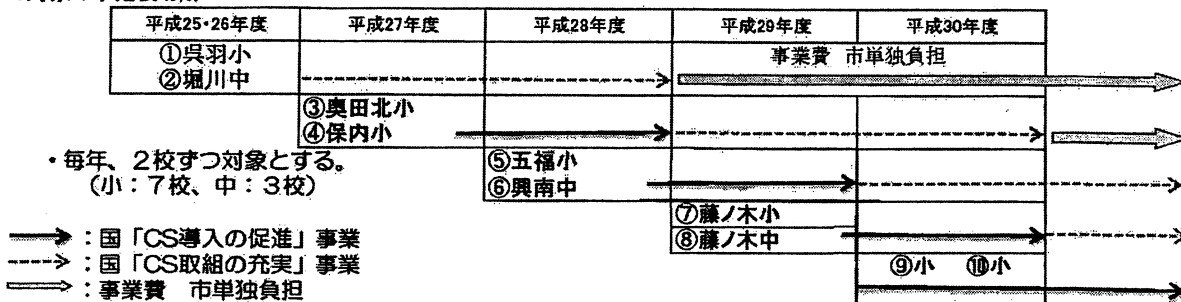 平成25・26年度 平成27年度 平成28年度 平成29年度 平成30年度
①呉羽小
②堀川中
事業費 市単独負担
③奥田北小
④保内小
・毎年、2校ずつ対象とする。
(小:7校、中:3校)
⑤五福小
⑥興南中
⑦藤ノ木小
⑧藤ノ木中
⑨小 ⑩小
:国「CS導入の促進」事業
:国「CS取組の充実」事業
:事業費 市単独負担